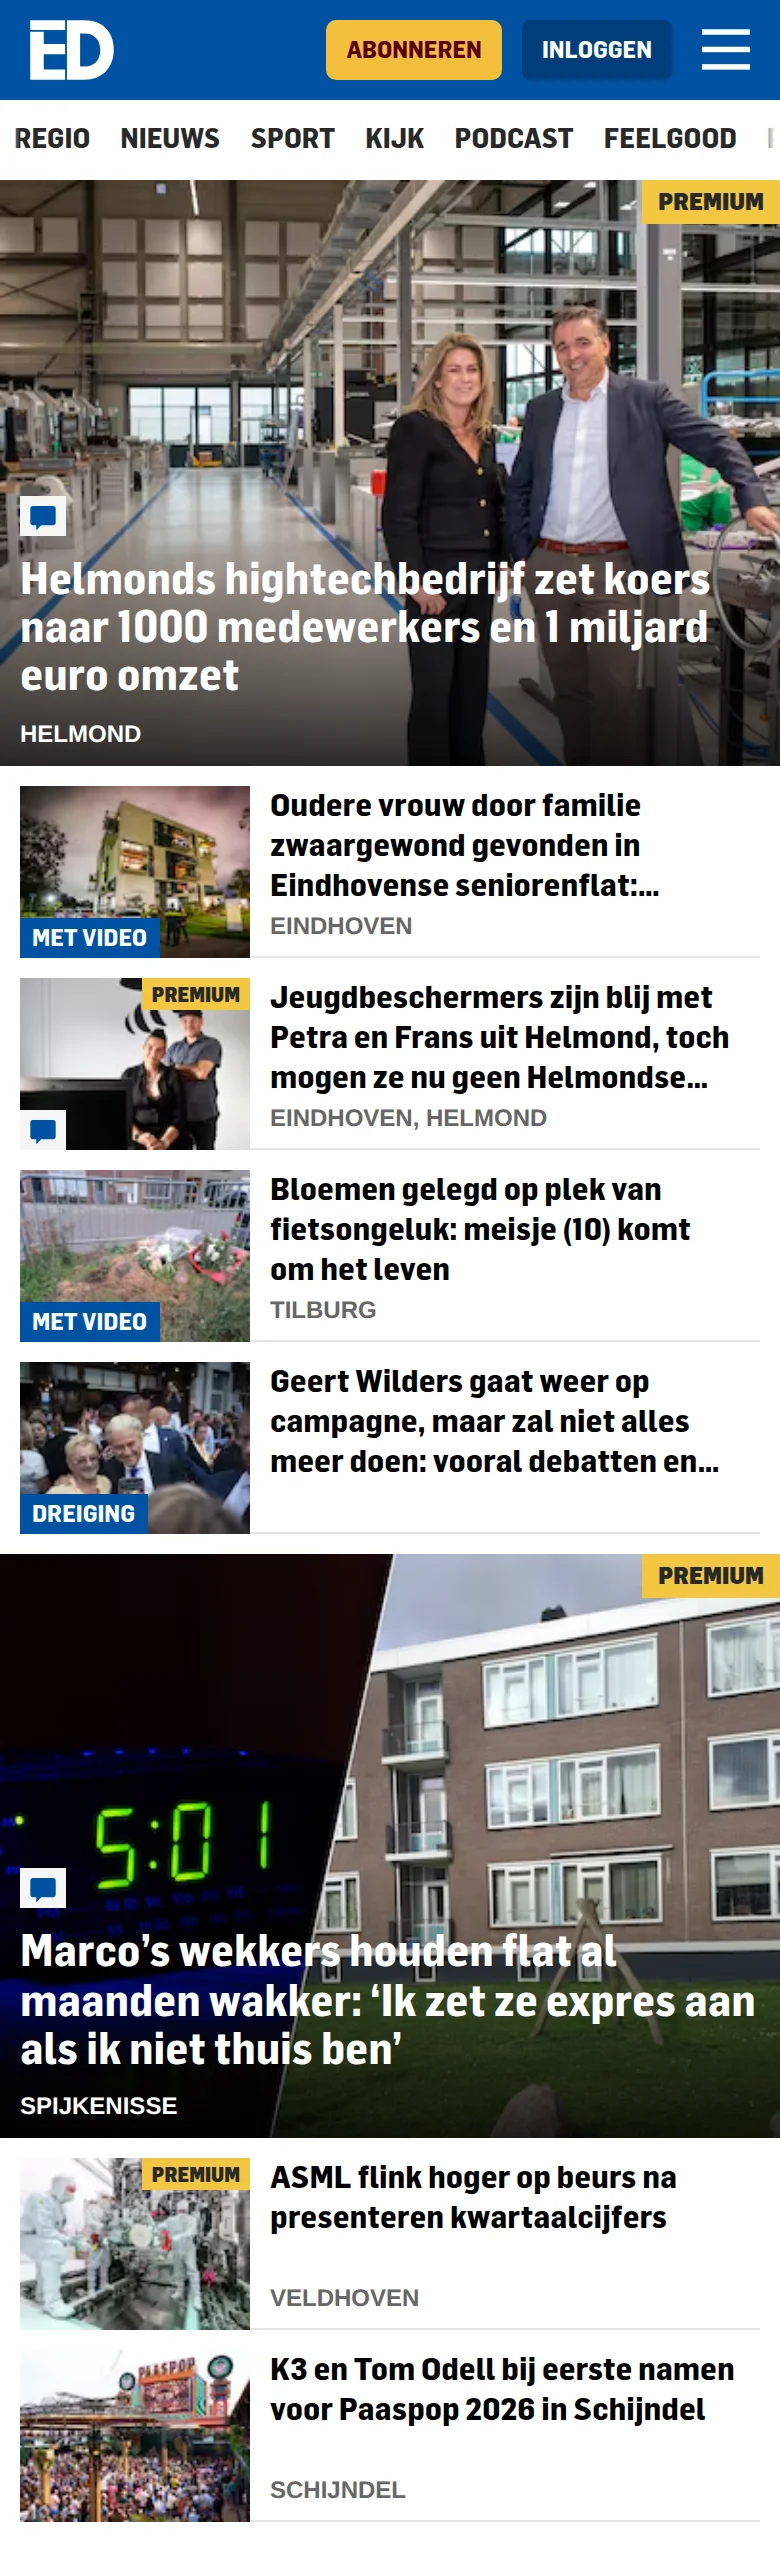 ED
ABONNEREN
INLOGGEN
REGIO NIEUWS SPORT KIJK PODCAST FEELGOOD
PREMIUM
Helmonds hightechbedrijf zet koers
naar 1000 medewerkers en 1 miljard
euro omzet
HELMOND
MET VIDEO
Oudere vrouw door familie
zwaargewond gevonden in
Eindhovense seniorenflat:...
EINDHOVEN
PREMIUM
Jeugdbeschermers zijn blij met
Petra en Frans uit Helmond, toch
mogen ze nu geen Helmondse...
EINDHOVEN, HELMOND
MET VIDEO
Bloemen gelegd op plek van
fietsongeluk: meisje (10) komt
om het leven
TILBURG
DREIGING
Geert Wilders gaat weer op
campagne, maar zal niet alles
meer doen: vooral debatten en...
PREMIUM
5:01
Marco’s wekkers houden flat al
maanden wakker: ‘Ik zet ze expres aan
als ik niet thuis ben’
SPIJKENISSE
PREMIUM
ASML flink hoger op beurs na
presenteren kwartaalcijfers
VELDHOVEN
PAASPOP
K3 en Tom Odell bij eerste namen
voor Paaspop 2026 in Schijndel
SCHIJNDEL